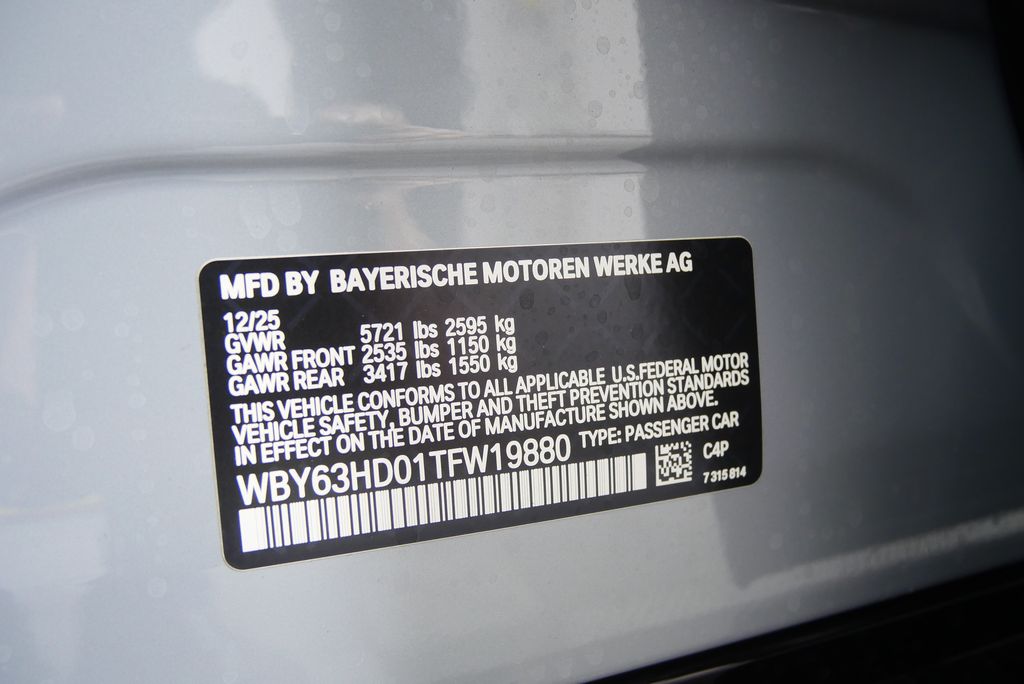 MFD BY BAYERISCHE MOTOREN WERKE AG
12/25
GVWR 5721 lbs 2595 kg
GAWR FRONT 2535 lbs 1150 kg
GAWR REAR 3417 lbs 1550 kg
THIS VEHICLE CONFORMS TO ALL APPLICABLE U.S.FEDERAL MOTOR
VEHICLE SAFETY, BUMPER AND THEFT PREVENTION STANDARDS
IN EFFECT ON THE DATE OF MANUFACTURE SHOWN ABOVE.
WBY63HD01TFW19880 TYPE: PASSENGER CAR
C4P
7 315 814